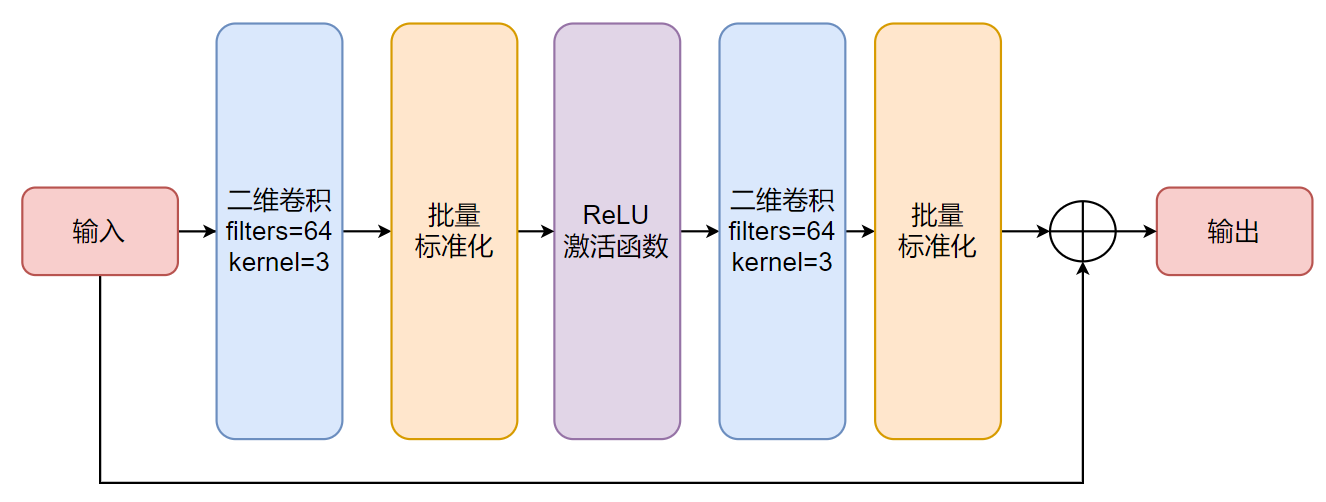 输入
二维卷积
filters=64
kernel=3
批量
标准化
ReLU
激活函数
二维卷积
filters=64
kernel=3
批量
标准化
输出